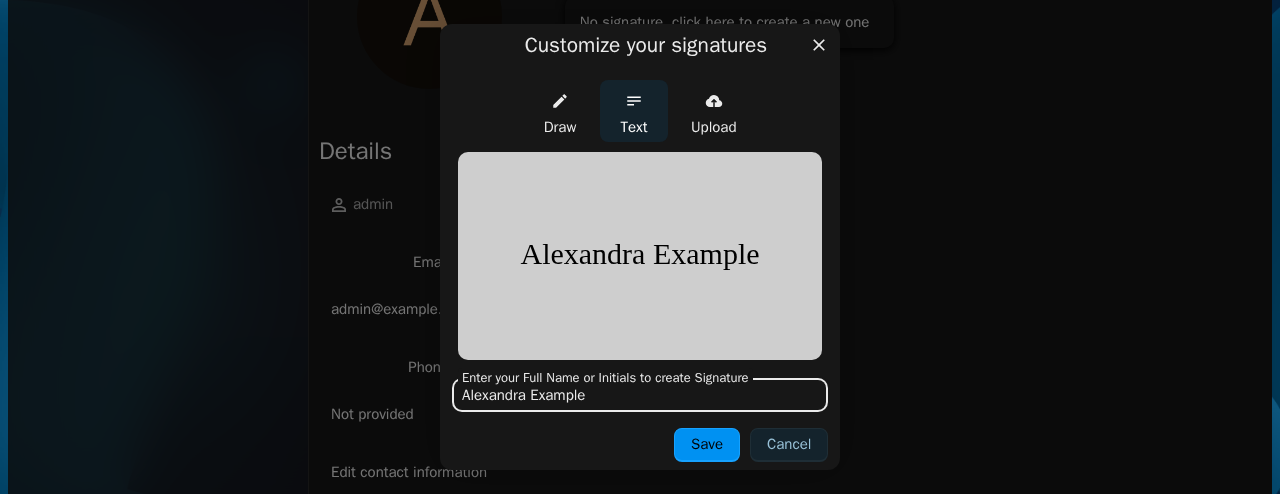 A
No signature, click here to create a new one
Customize your signatures
Draw
Text
Upload
Details
Alexandra Example
admin
Ema
admin@example.
Phon
Enter your Full Name or Initials to create Signature
Alexandra Example
Not provided
Save
Cancel
Edit contact information